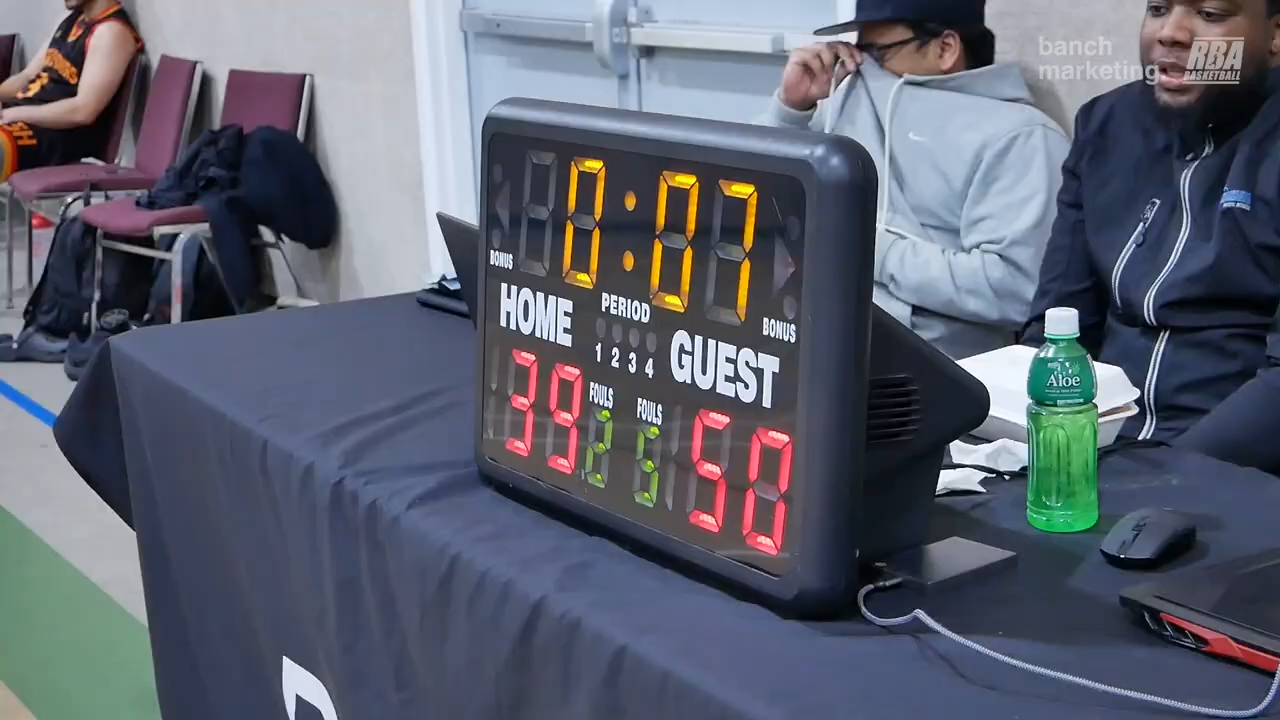 banch
marketing
RBA
BASKETBALL
0:07
BONUS
BONUS
HOME
PERIOD
GUEST
1 2 3 4
FOULS
FOULS
39
50
Aloe